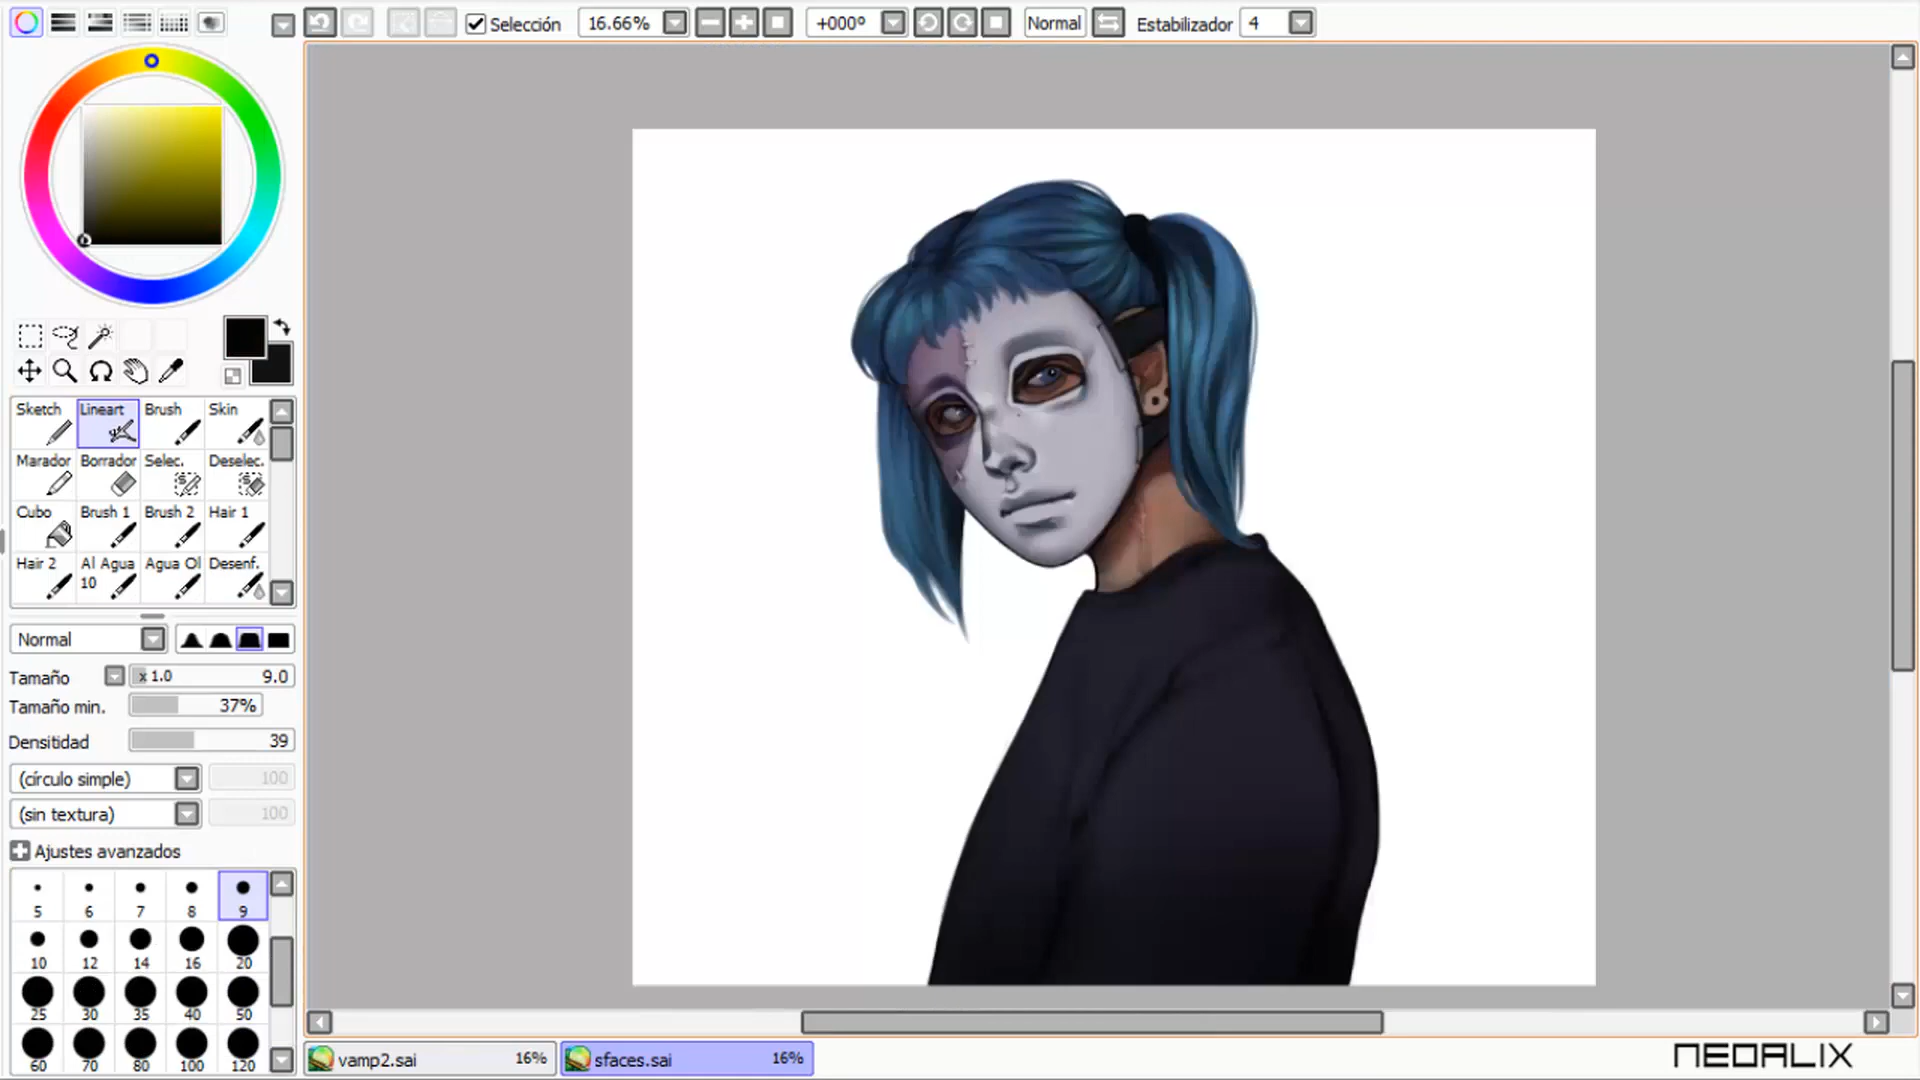 Selección
16.66%
+000º
Normal
Estabilizador
4
Sketch
Lineart
Brush
Skin
Marador
Borrador
Selec.
Deselec.
Cubo
Brush 1
Brush 2
Hair 1
Hair 2
Al Agua 10
Agua Ol
Desenf.
Normal
Tamaño
x 1.0
9.0
Tamaño min.
37%
Densitidad
39
(círculo simple)
100
(sin textura)
100
Ajustes avanzados
5 6 7 8 9
10 12 14 16 20
25 30 35 40 50
60 70 80 100 120
vamp2.sai 16%
sfaces.sai 16%
NEOALIX